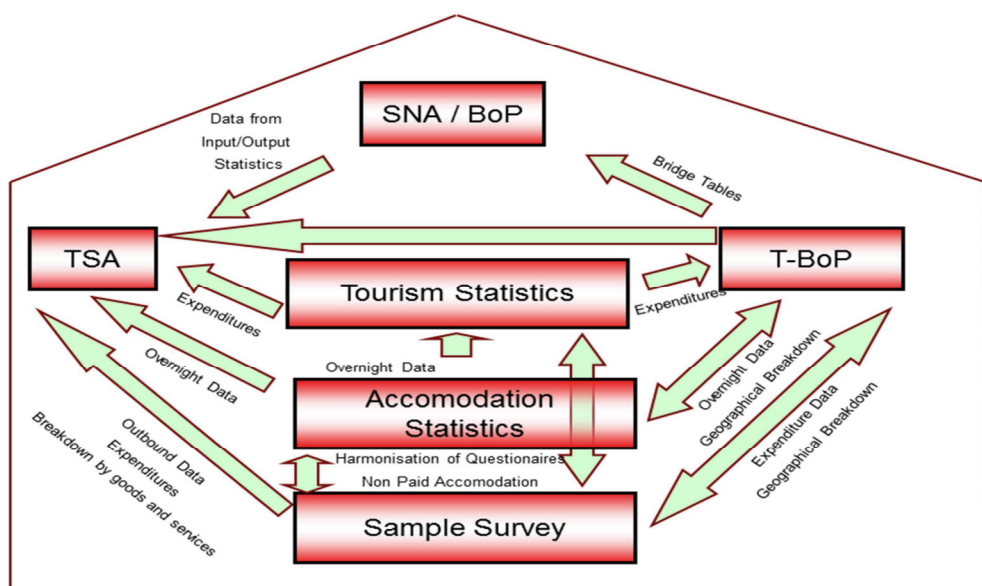 SNA / BoP
Data from
Input/Output
Statistics
Bridge Tables
TSA
T-BoP
Tourism Statistics
Expenditures
Expenditures
Overnight Data
Overnight Data
Accomodation
Statistics
Overnight Data
Geographical Breakdown
Expenditure Data
Geographical Breakdown
Outbound Data
Expenditures
Breakdown by goods and services
Harmonisation of Questionaires
Non Paid Accomodation
Sample Survey